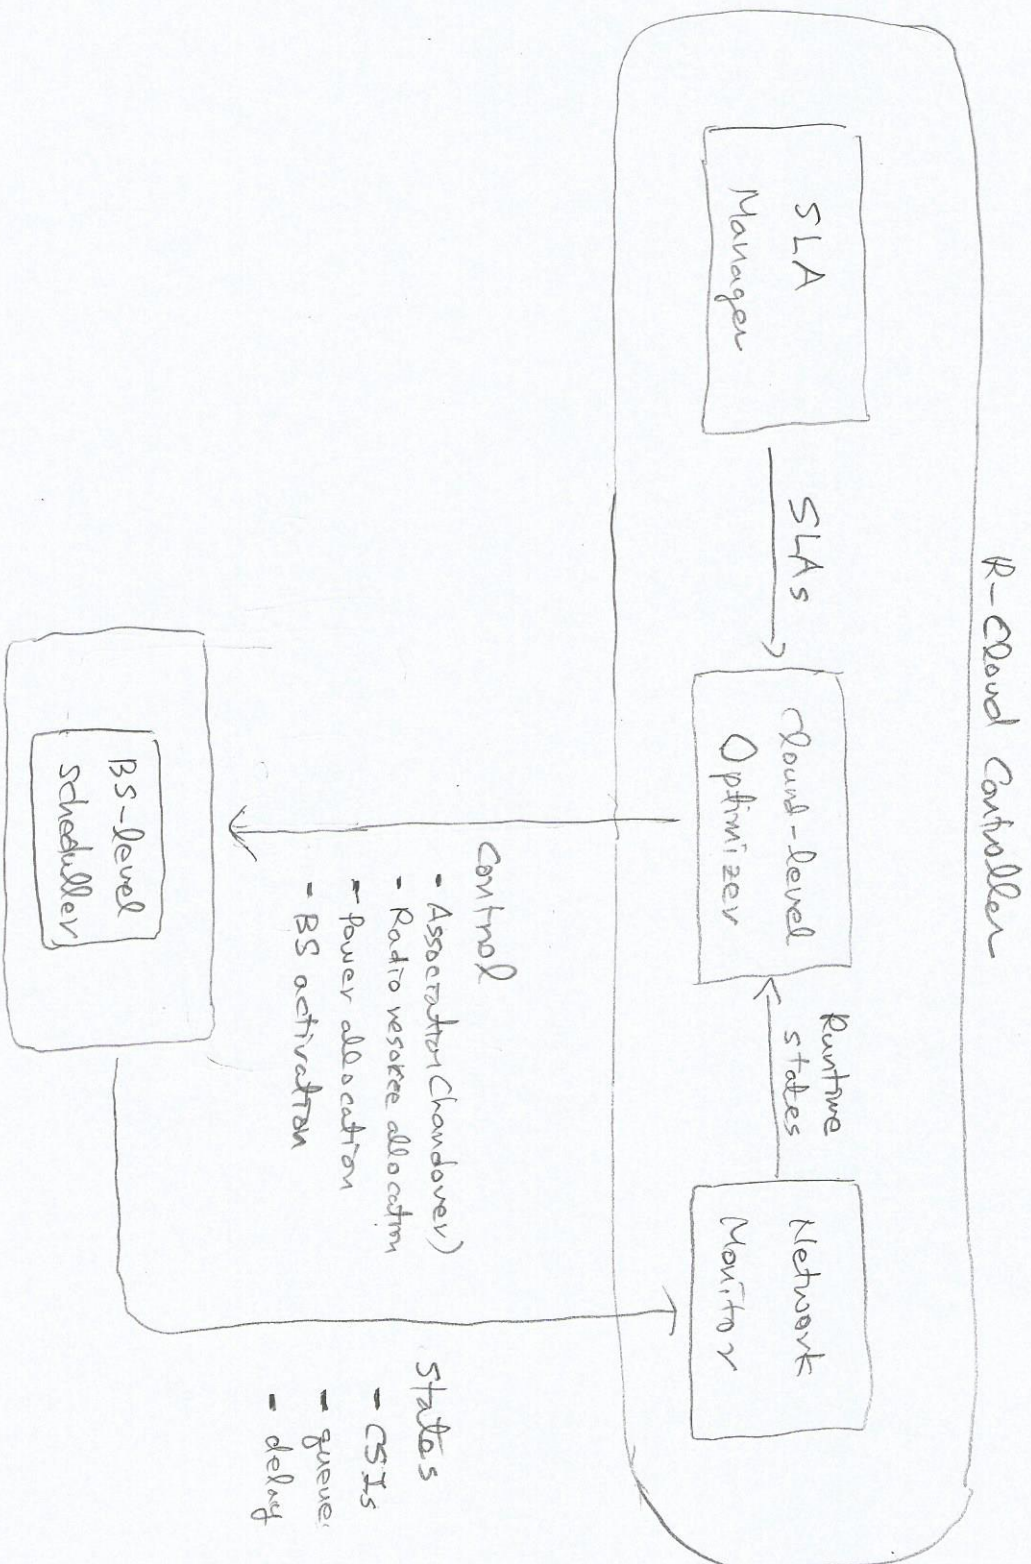 R-Cloud Controller
SLA
Manager
SLAs
Cloud-level
Optimizer
Runtime
states
Network
Monitor
Control
- Association (handover)
- Radio resorce allocation
- Power allocation
- BS activation
States
- CSIs
- queue
- delay
BS-level
scheduller